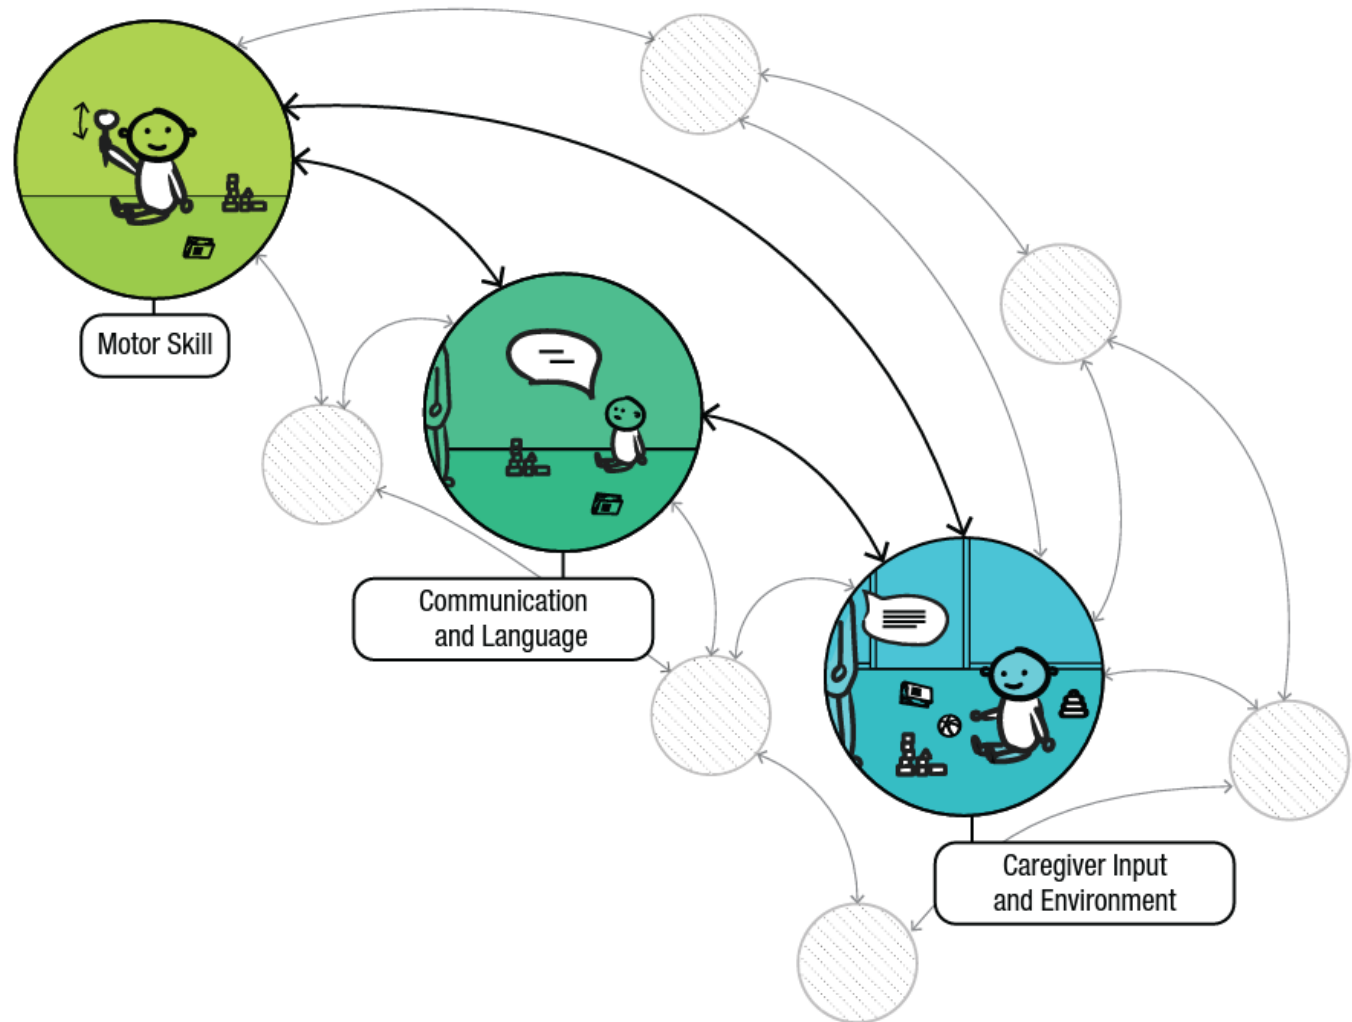 Motor Skill
Communication
and Language
Caregiver Input
and Environment